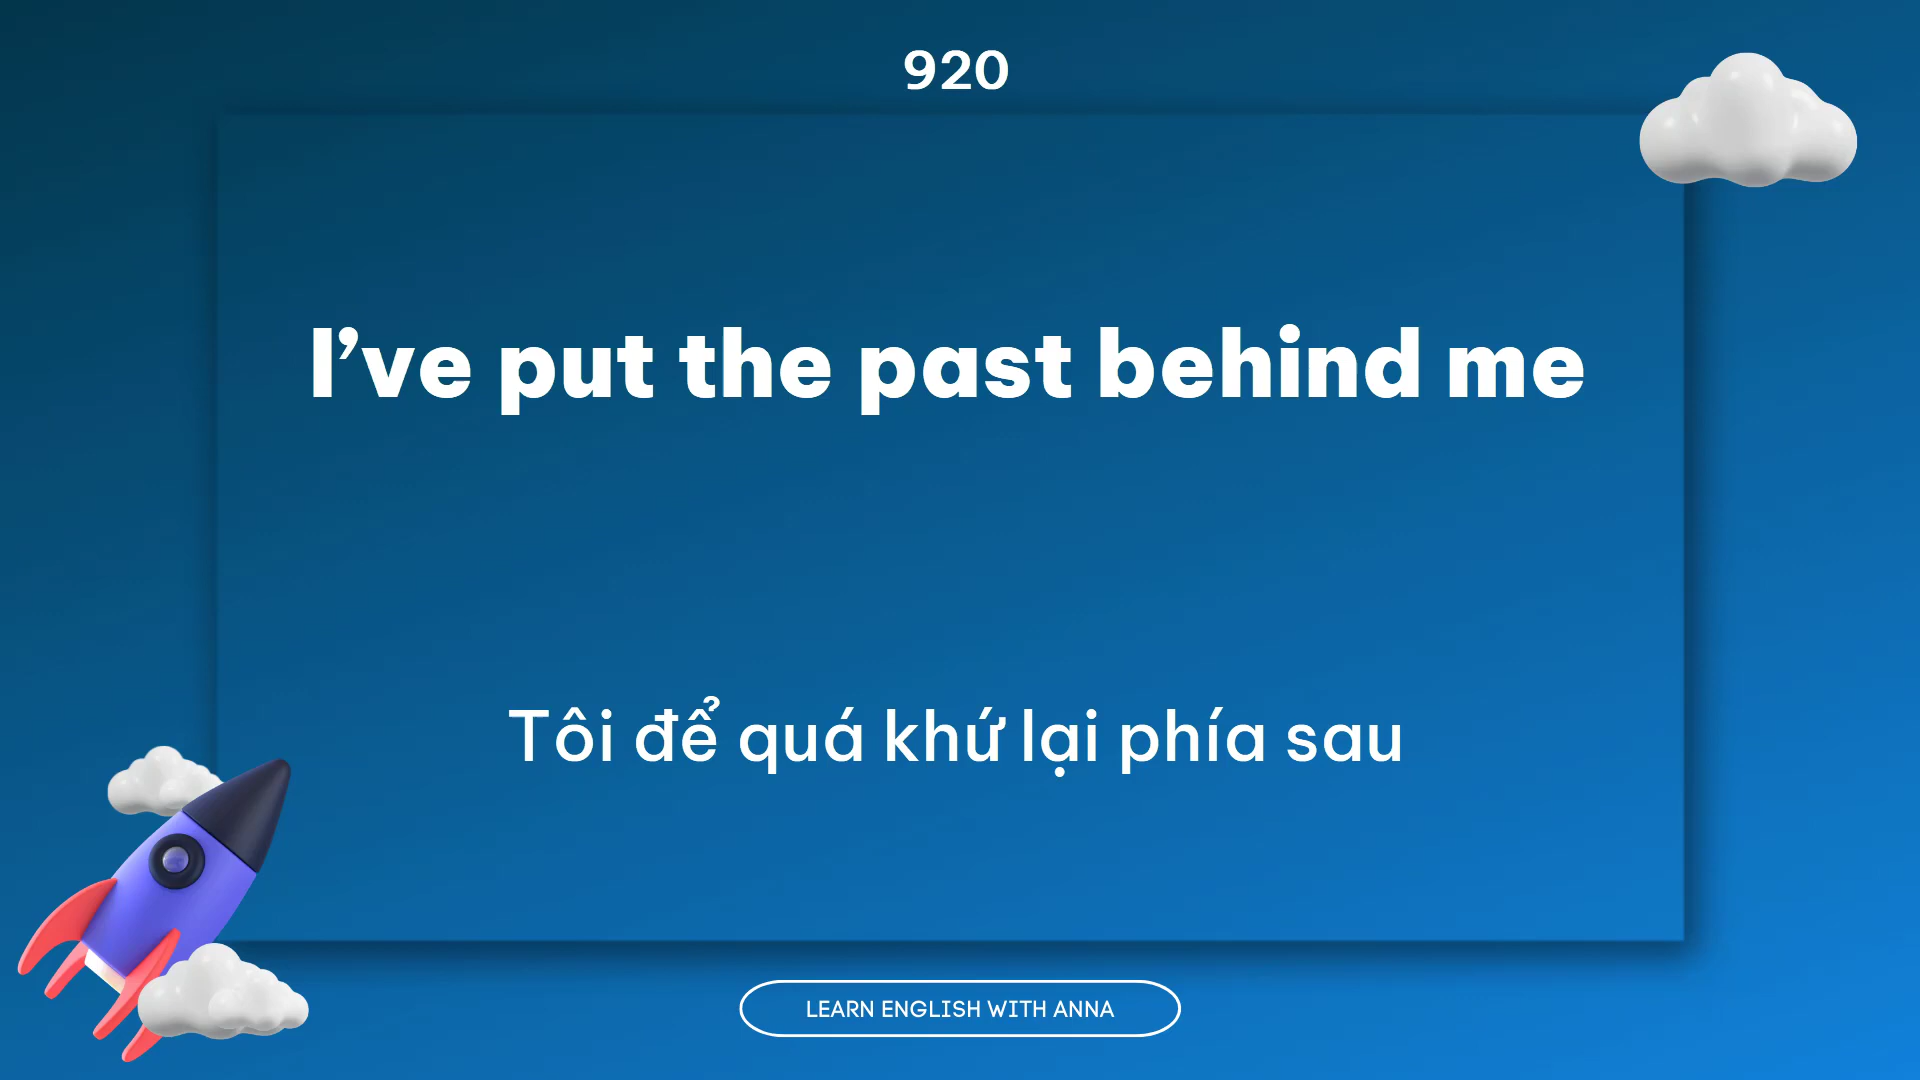 920
I’ve put the past behind me
Tôi để quá khứ lại phía sau
LEARN ENGLISH WITH ANNA